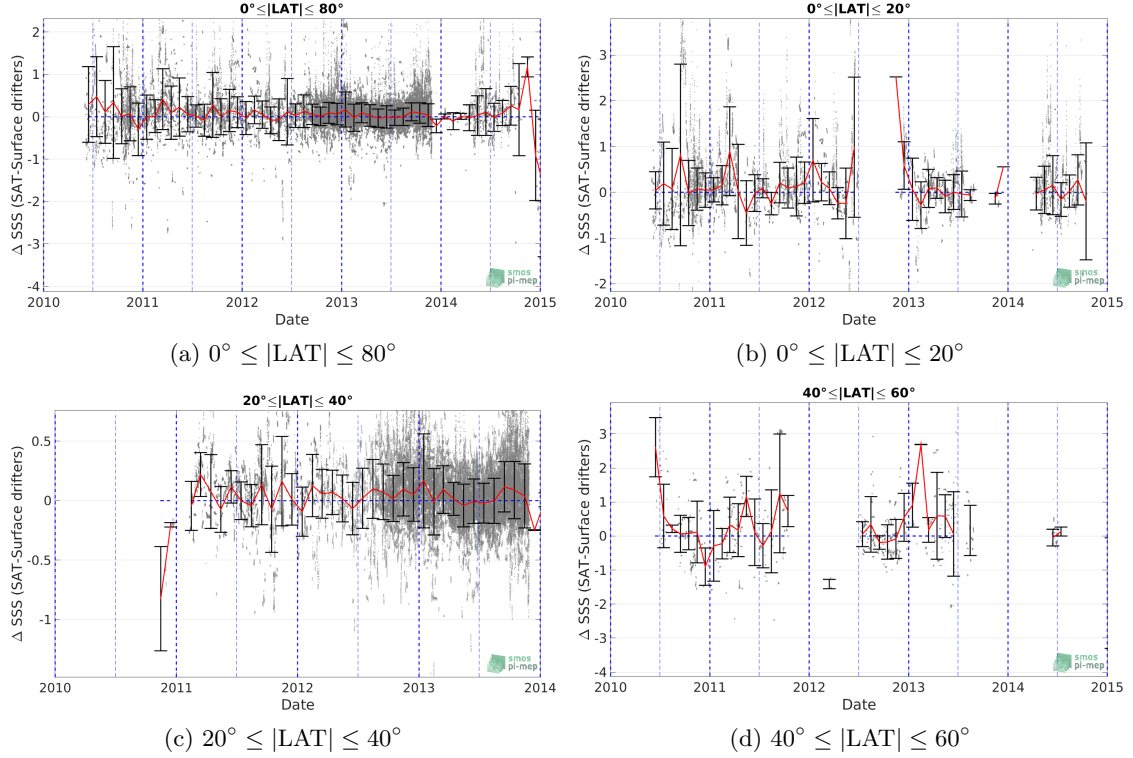 0°≤|LAT|≤ 80°
Δ SSS (SAT-Surface drifters)
2
1
0
-1
-2
-3
-4
2010 2011 2012 2013 2014 2015
Date
smos
pi-mep
(a) 0° ≤ |LAT| ≤ 80°
0°≤|LAT|≤ 20°
Δ SSS (SAT-Surface drifters)
3
2
1
0
-1
-2
2010 2011 2012 2013 2014 2015
Date
smos
pi-mep
(b) 0° ≤ |LAT| ≤ 20°
20°≤|LAT|≤ 40°
Δ SSS (SAT-Surface drifters)
0.5
0
-0.5
-1
2010 2011 2012 2013 2014
Date
smos
pi-mep
(c) 20° ≤ |LAT| ≤ 40°
40°≤|LAT|≤ 60°
Δ SSS (SAT-Surface drifters)
3
2
1
0
-1
-2
-3
-4
2010 2011 2012 2013 2014 2015
Date
smos
pi-mep
(d) 40° ≤ |LAT| ≤ 60°